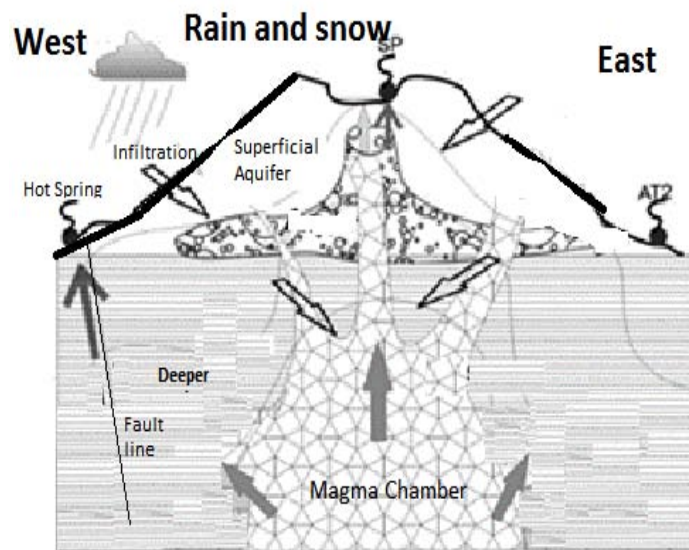 West
Rain and snow
SP
East
Infiltration
Superficial
Aquifer
Hot Spring
AT2
Deeper
Fault
line
Magma Chamber